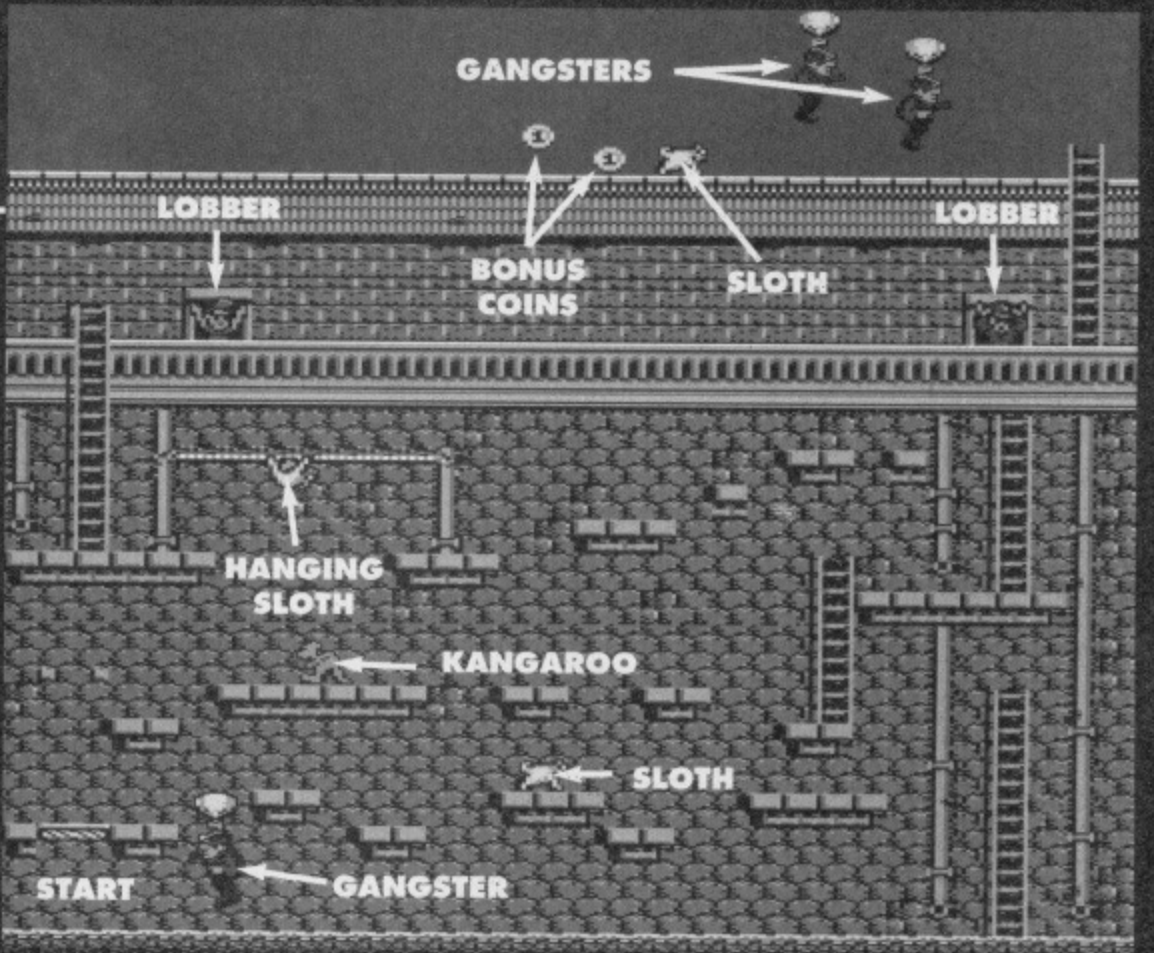 GANGSTERS
LOBBER
LOBBER
BONUS
COINS
SLOTH
HANGING
SLOTH
KANGAROO
SLOTH
START
GANGSTER